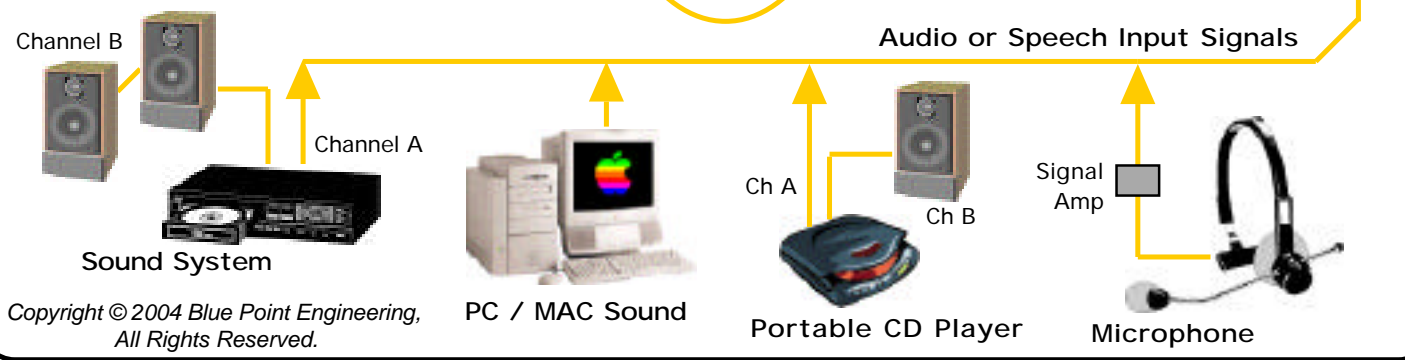 Channel B
Audio or Speech Input Signals
Channel A
Signal
Amp
Ch A
Ch B
Sound System
PC / MAC Sound
Portable CD Player
Microphone
Copyright © 2004 Blue Point Engineering,
All Rights Reserved.